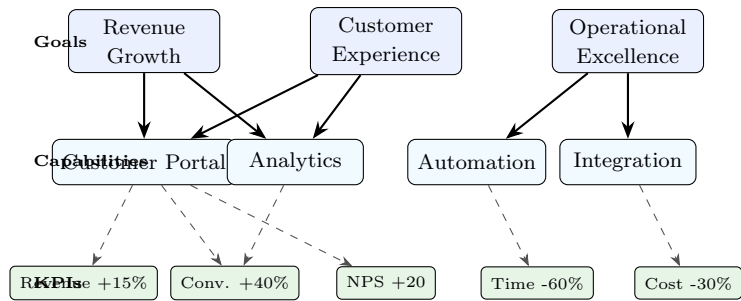 Goals
Revenue
Growth
Customer
Experience
Operational
Excellence
Capabilities
Customer Portal
Analytics
Automation
Integration
KPIs
Revenue +15%
Conv. +40%
NPS +20
Time -60%
Cost -30%